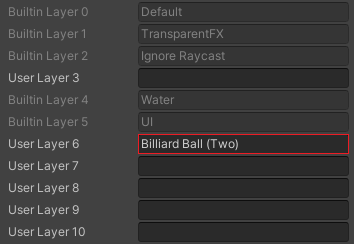 Builtin Layer 0 Default
Builtin Layer 1 TransparentFX
Builtin Layer 2 Ignore Raycast
User Layer 3
Builtin Layer 4 Water
Builtin Layer 5 UI
User Layer 6 Billiard Ball (Two)
User Layer 7
User Layer 8
User Layer 9
User Layer 10